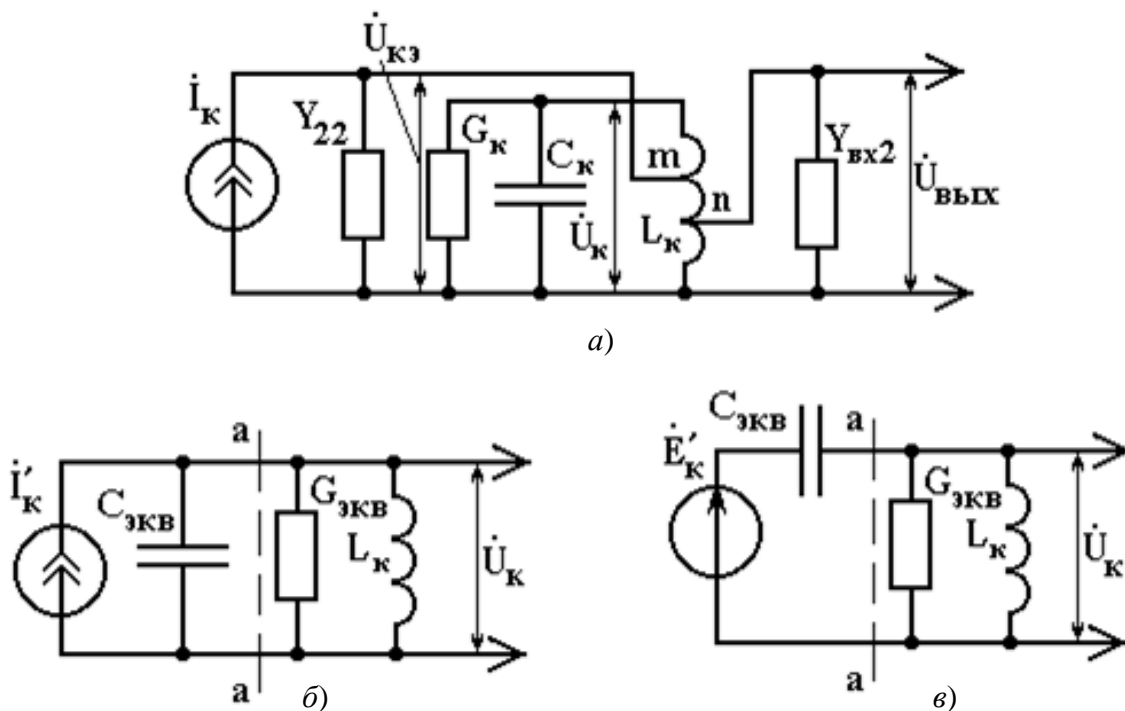 U̇кэ
İк
Y22
Gк
Cк
m
n
U̇к
Lк
Yвх2
U̇вых
а)
İ′к
Cэкв
a
Gэкв
Lк
U̇к
a
б)
Ė′к
Cэкв
a
Gэкв
Lк
U̇к
a
в)